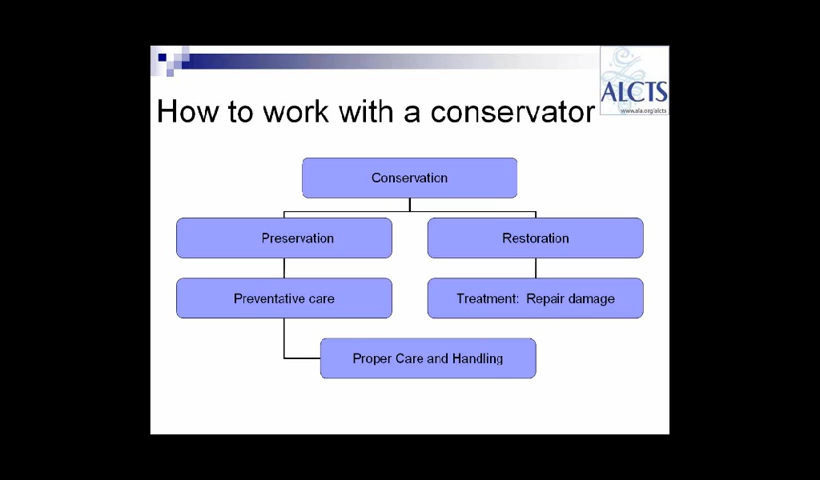 ALCTS
www.ala.org/alcts
How to work with a conservator
Conservation
Preservation
Restoration
Preventative care
Treatment: Repair damage
Proper Care and Handling